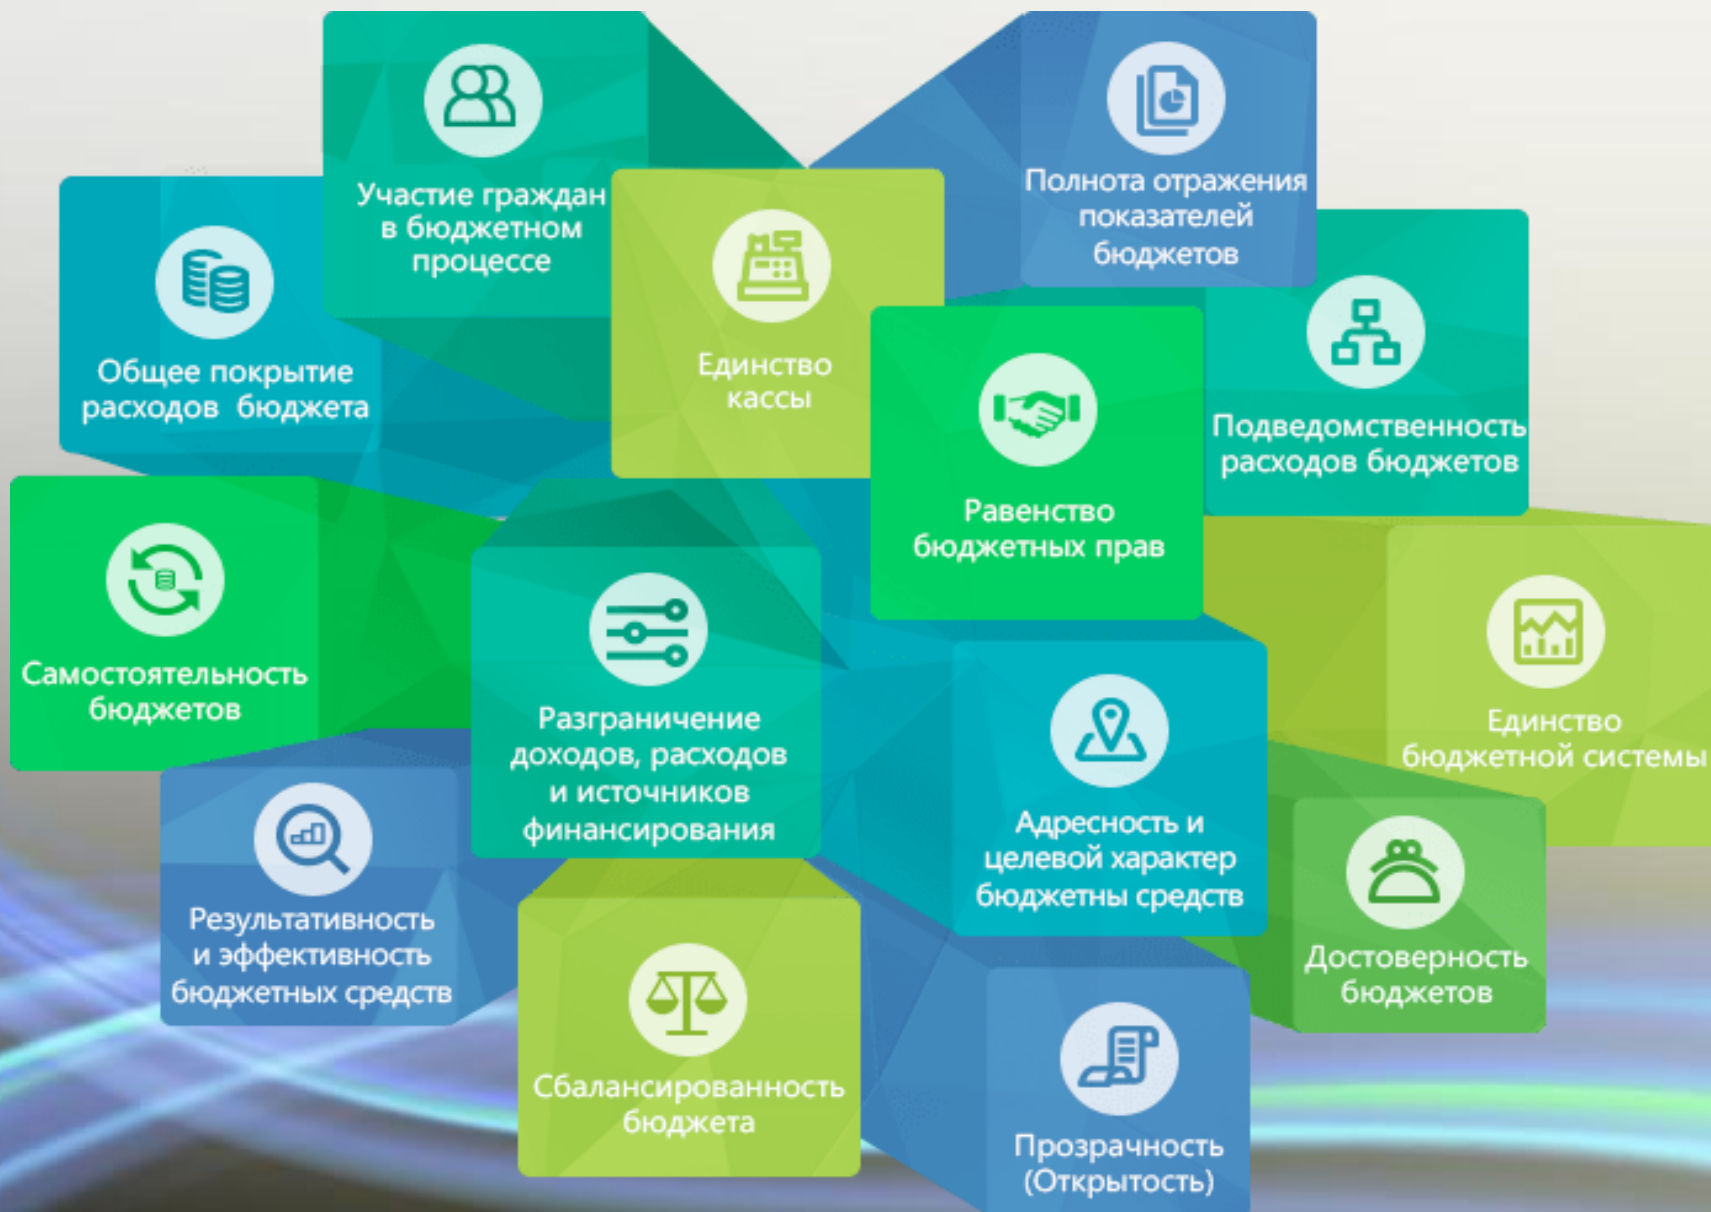 Участие граждан
в бюджетном
процессе
Полнота отражения
показателей
бюджетов
Общее покрытие
расходов бюджета
Единство
кассы
Равенство
бюджетных прав
Подведомственность
расходов бюджетов
Самостоятельность
бюджетов
Разграничение
доходов, расходов
и источников
финансирования
Адресность и
целевой характер
бюджетны средств
Единство
бюджетной системы
Результативность
и эффективность
бюджетных средств
Сбалансированность
бюджета
Достоверность
бюджетов
Прозрачность
(Открытость)